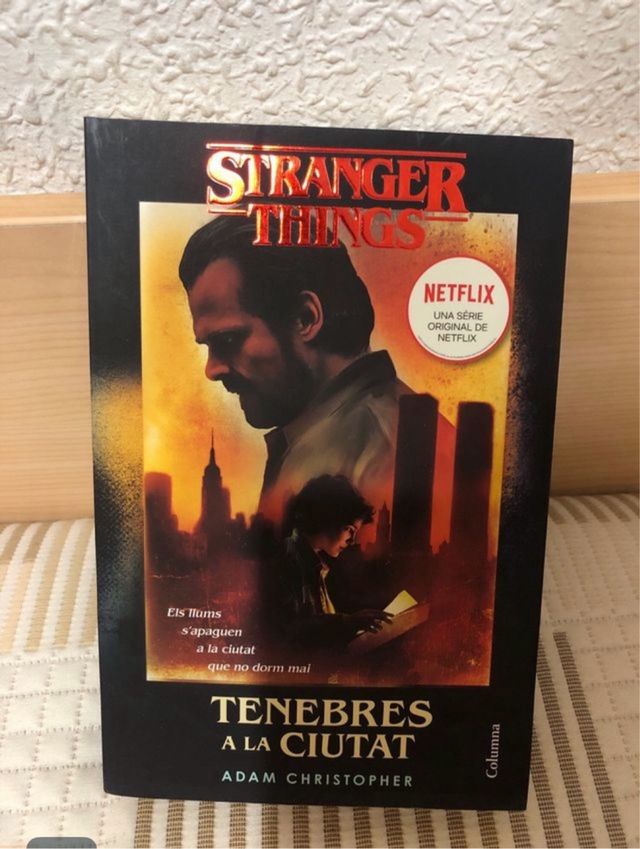 STRANGER
THINGS
NETFLIX
UNA SÉRIE
ORIGINAL DE
NETFLIX
Els llums
s'apaguen
a la ciutat
que no dorm mai
TENEBRES
A LA CIUTAT
ADAM CHRISTOPHER
Columna